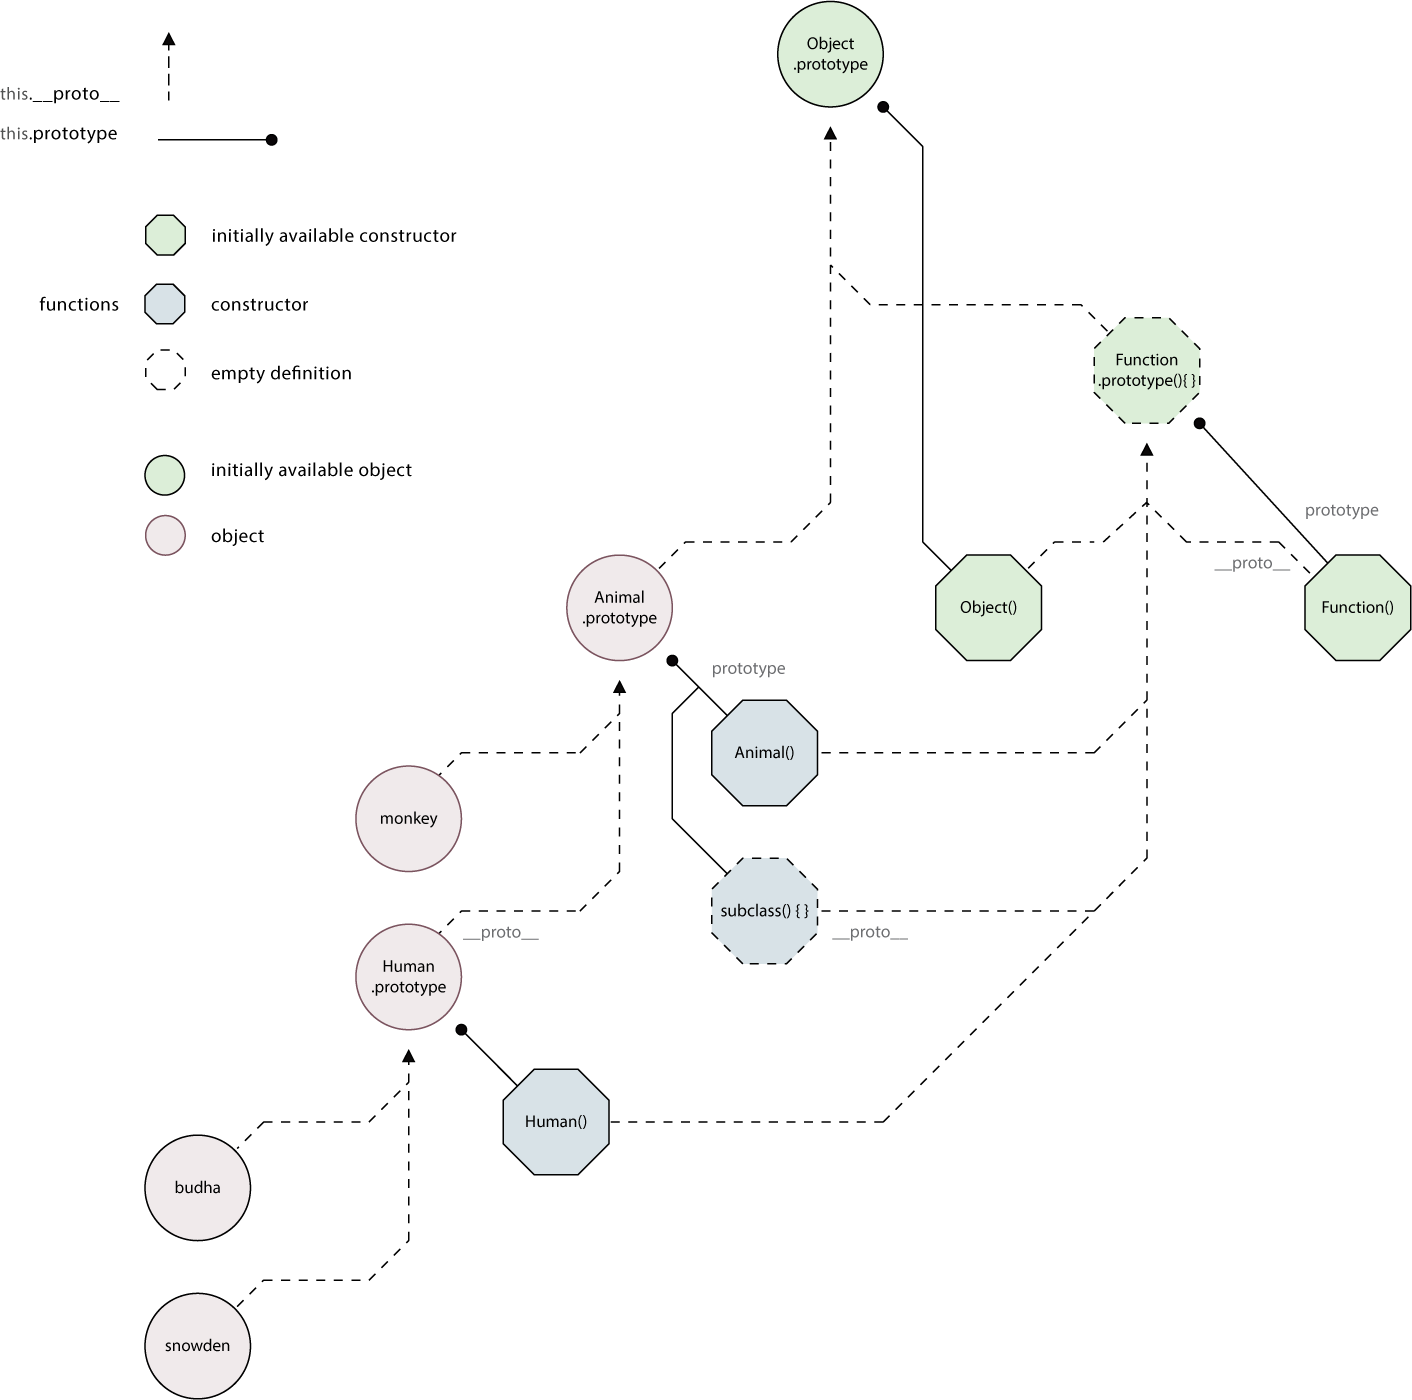 Object
.prototype
this.__proto__
this.prototype
initially available constructor
functions
constructor
empty definition
initially available object
object
Function
.prototype(){ }
prototype
__proto__
Animal
.prototype
Object()
Function()
prototype
Animal()
monkey
subclass() { }
__proto__
__proto__
Human
.prototype
Human()
budha
snowden